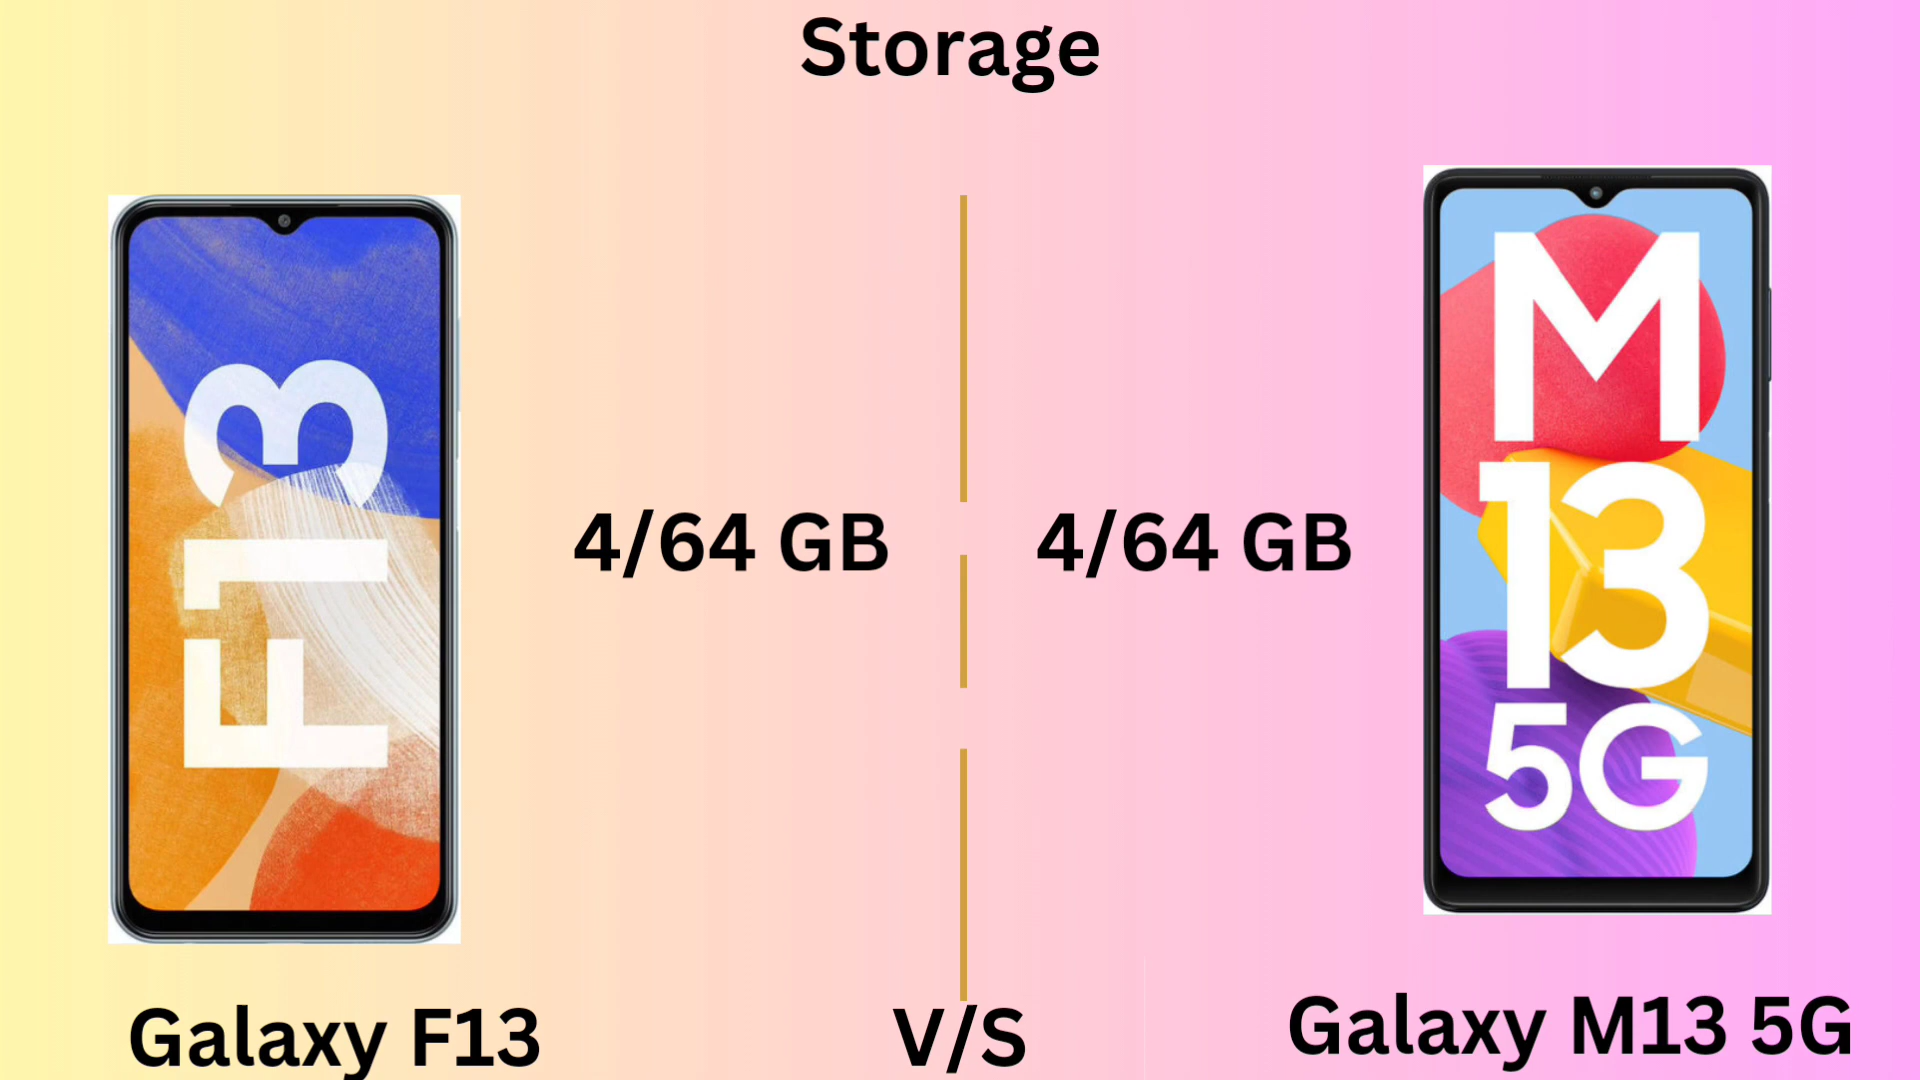 Storage
F13
4/64 GB
4/64 GB
M
13
5G
Galaxy F13
V/S
Galaxy M13 5G